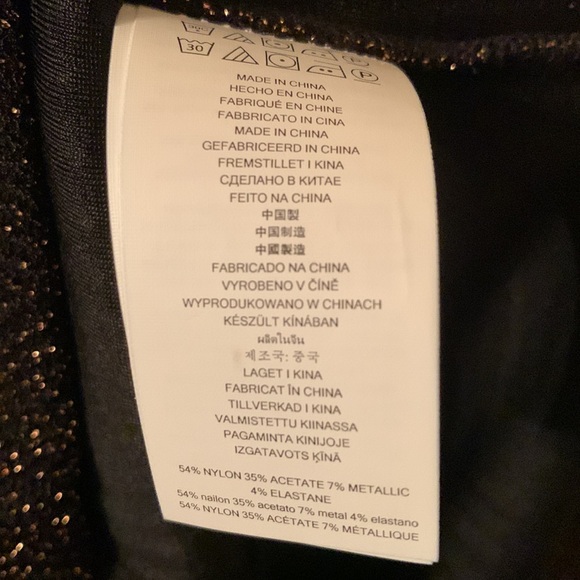 30
MADE IN CHINA
HECHO EN CHINA
FABRIQUÉ EN CHINE
FABBRICATO IN CINA
MADE IN CHINA
GEFABRICEERD IN CHINA
FREMSTILLET I KINA
СДЕЛАНО В КИТАЕ
FEITO NA CHINA
中国製
中国制造
中國製造
FABRICADO NA CHINA
VYROBENO V ČÍNĚ
WYPRODUKOWANO W CHINACH
KÉSZÜLT KÍNÁBAN
ผลิตในจีน
제조국: 중국
LAGET I KINA
FABRICAT ÎN CHINA
TILLVERKAD I KINA
VALMISTETTU KIINASSA
PAGAMINTA KINIJOJE
IZGATAVOTS ĶĪNĀ
54% NYLON 35% ACETATE 7% METALLIC
4% ELASTANE
54% nailon 35% acetato 7% metal 4% elastano
54% NYLON 35% ACÉTATE 7% MÉTALLIQUE